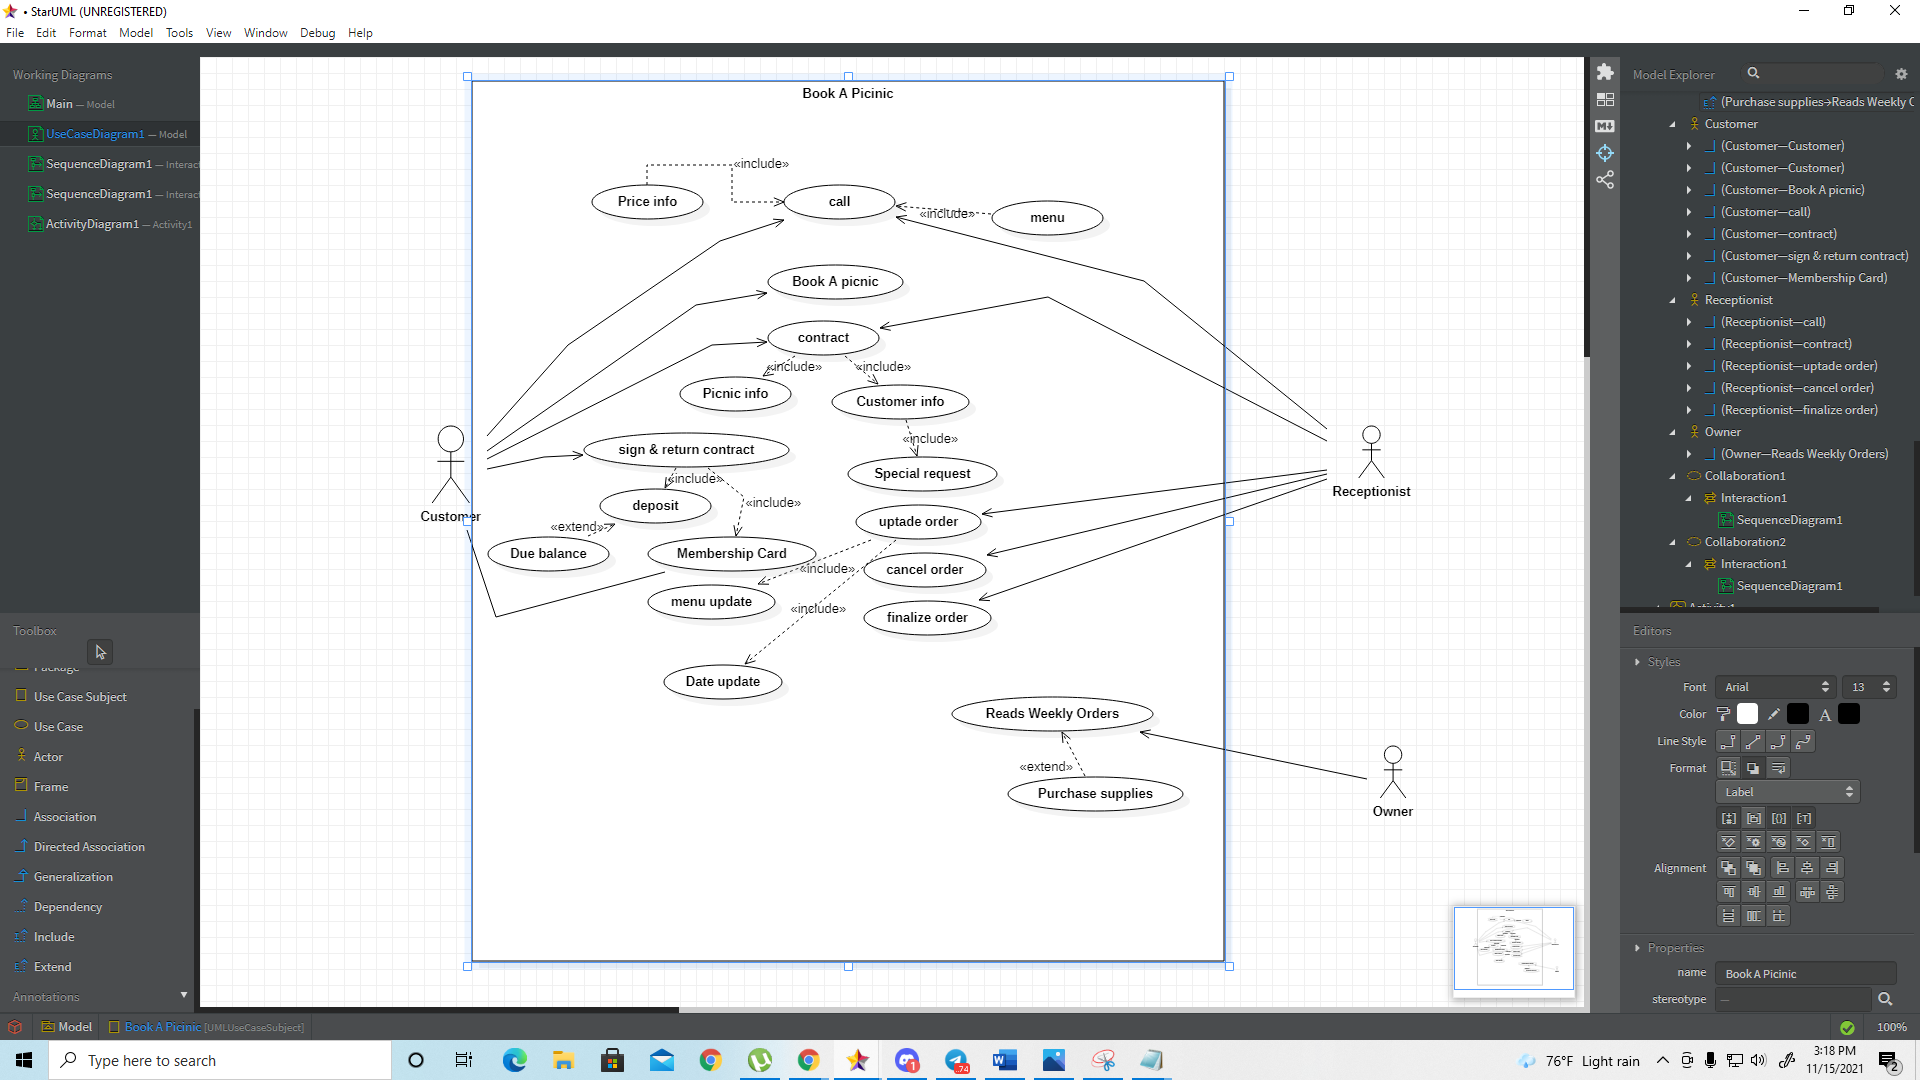 • StarUML (UNREGISTERED)
File Edit Format Model Tools View Window Debug Help
Working Diagrams
Main — Model
UseCaseDiagram1 — Model
SequenceDiagram1 — Interact
SequenceDiagram1 — Interact
ActivityDiagram1 — Activity1
Toolbox
Package
Use Case Subject
Use Case
Actor
Frame
Association
Directed Association
Generalization
Dependency
Include
Extend
Annotations
Book A Picinic
«include»
Price info
call
«include»
menu
Book A picnic
contract
«include»
«include»
Picnic info
Customer info
«include»
sign & return contract
Special request
«include»
«include»
deposit
uptade order
«extend»
Due balance
Membership Card
«include»
cancel order
menu update
«include»
finalize order
Date update
Reads Weekly Orders
«extend»
Purchase supplies
Customer
Receptionist
Owner
Model Explorer
(Purchase supplies→Reads Weekly O
Customer
(Customer—Customer)
(Customer—Customer)
(Customer—Book A picnic)
(Customer—call)
(Customer—contract)
(Customer—sign & return contract)
(Customer—Membership Card)
Receptionist
(Receptionist—call)
(Receptionist—contract)
(Receptionist—uptade order)
(Receptionist—cancel order)
(Receptionist—finalize order)
Owner
(Owner—Reads Weekly Orders)
Collaboration1
Interaction1
SequenceDiagram1
Collaboration2
Interaction1
SequenceDiagram1
Activity1
Editors
Styles
Font Arial 13
Color A
Line Style
Format
Label
Alignment
Properties
name Book A Picinic
stereotype —
Model Book A Picinic [UMLUseCaseSubject]
100%
Type here to search
1
74
76°F Light rain
3:18 PM
11/15/2021
2